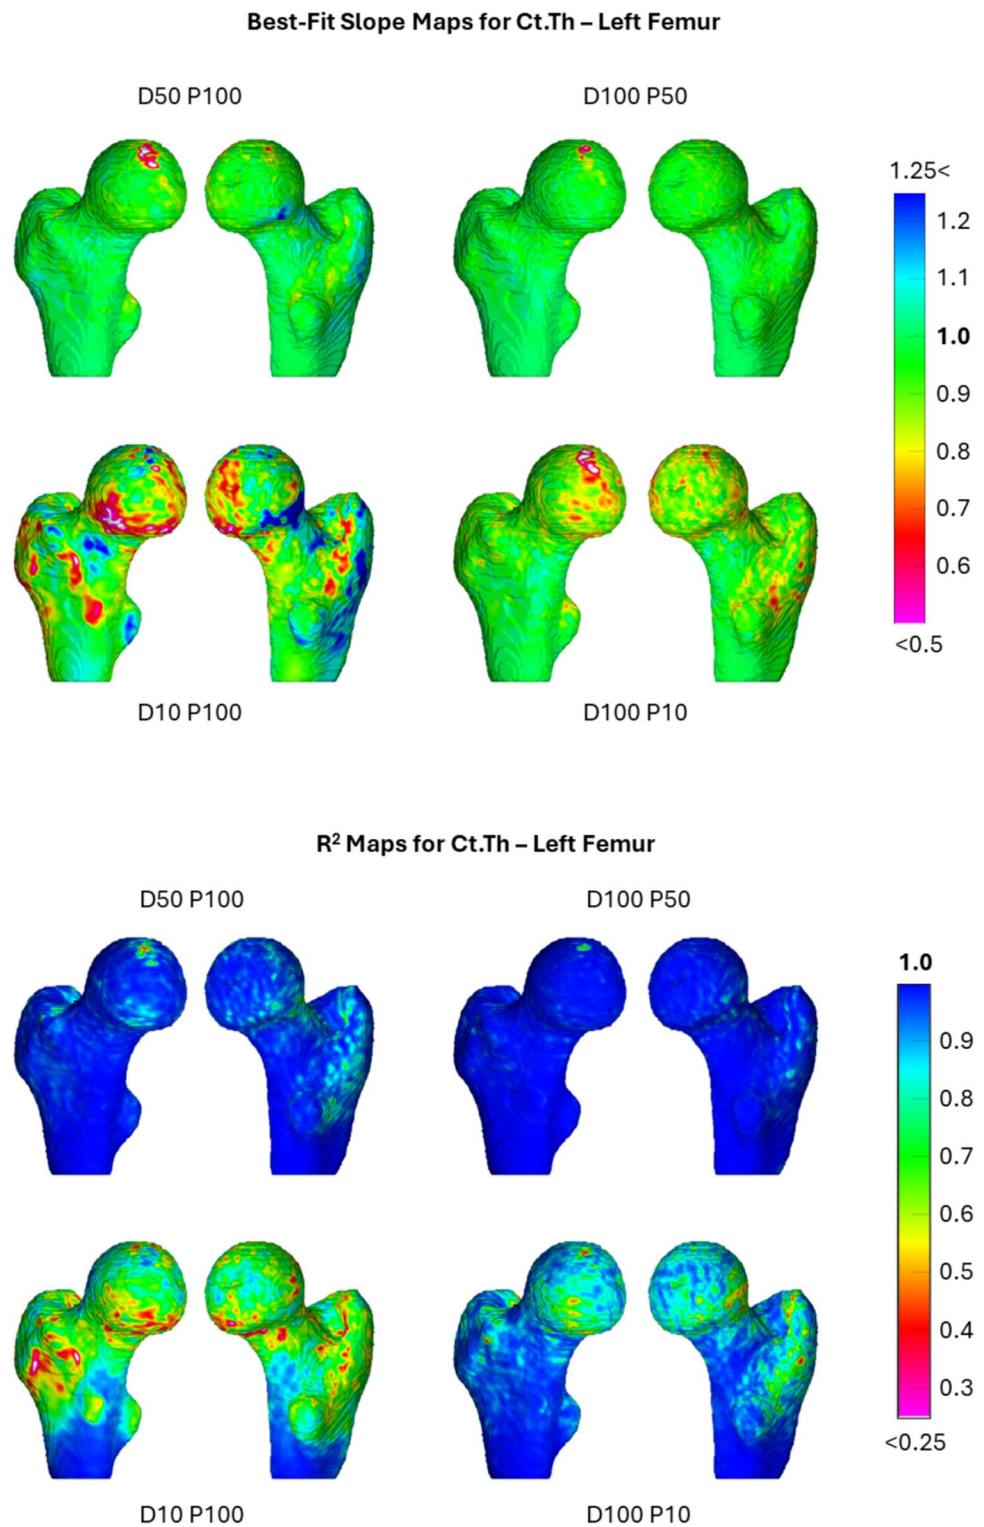 Best-Fit Slope Maps for Ct.Th – Left Femur
D50 P100
D100 P50
1.25<
1.2
1.1
1.0
0.9
0.8
0.7
0.6
<0.5
D10 P100
D100 P10
R² Maps for Ct.Th – Left Femur
D50 P100
D100 P50
1.0
0.9
0.8
0.7
0.6
0.5
0.4
0.3
<0.25
D10 P100
D100 P10